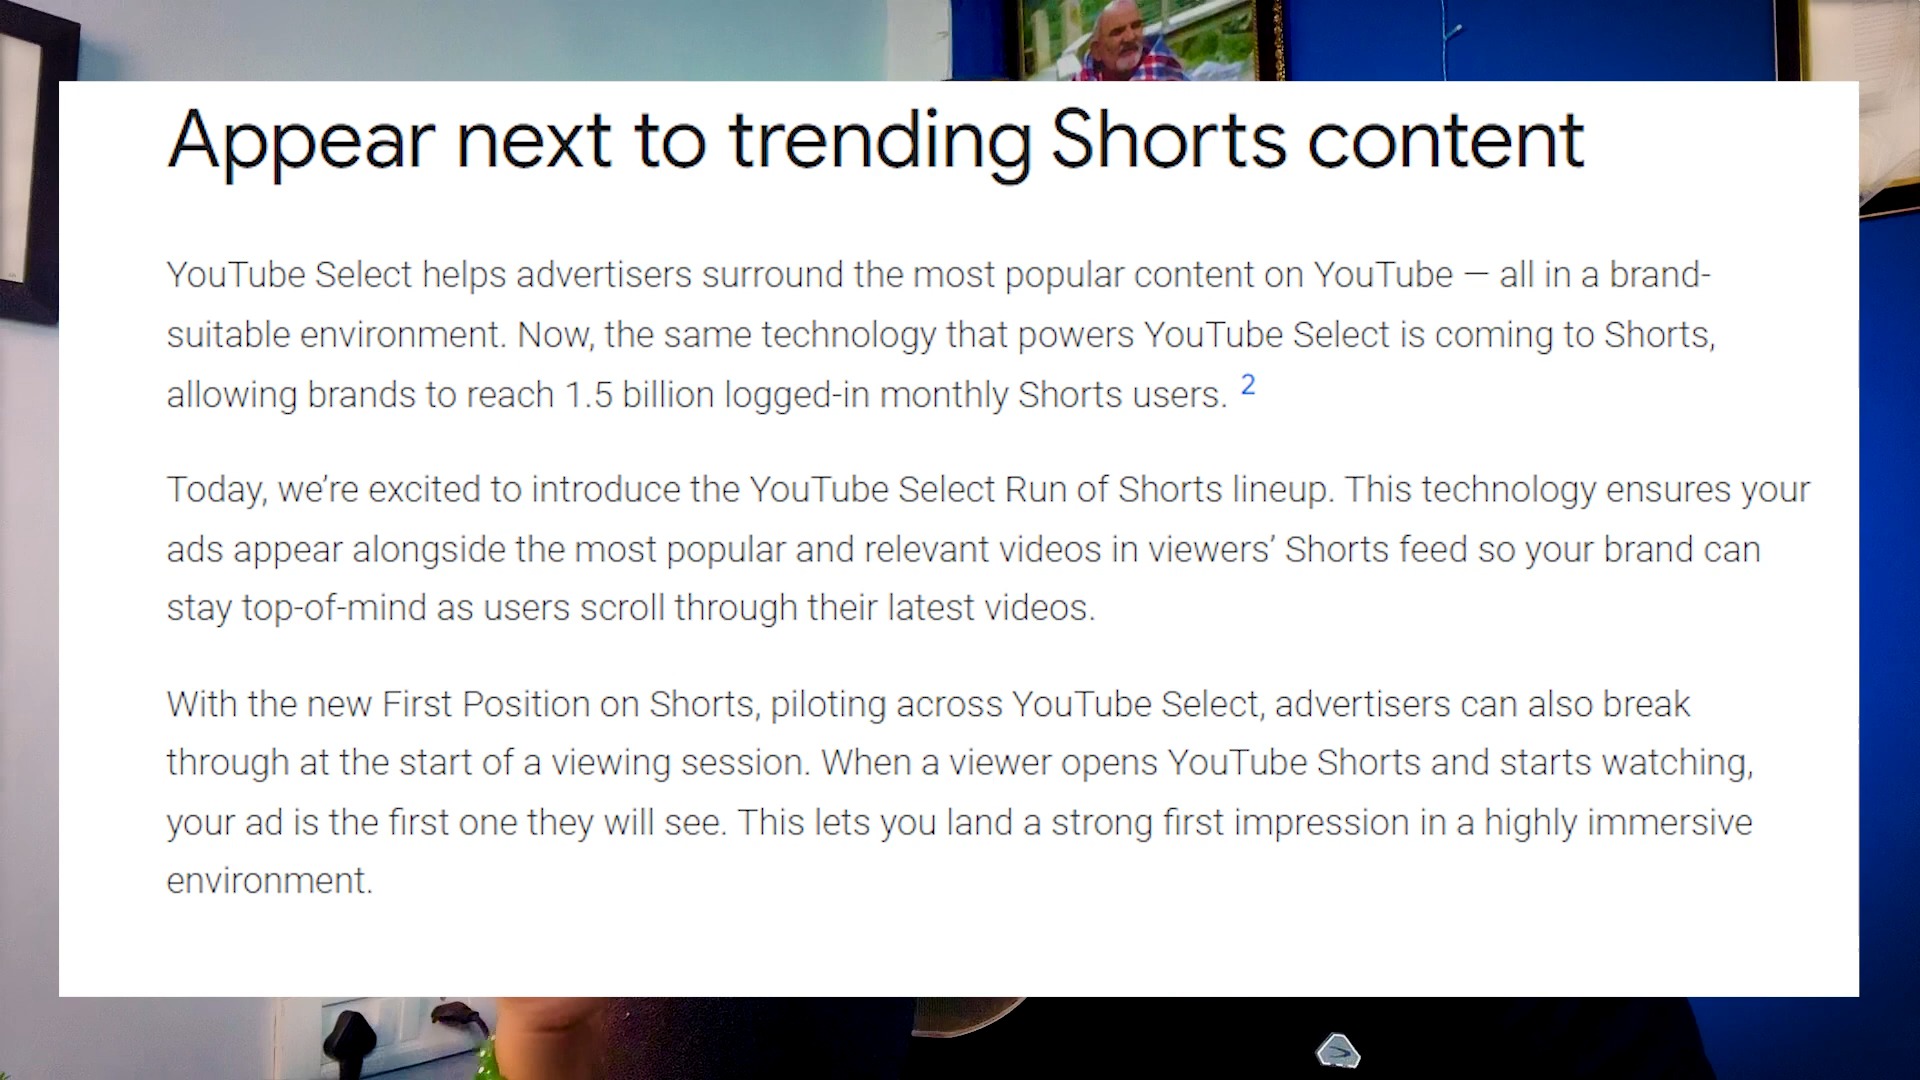 Appear next to trending Shorts content
YouTube Select helps advertisers surround the most popular content on YouTube — all in a brand-
suitable environment. Now, the same technology that powers YouTube Select is coming to Shorts,
allowing brands to reach 1.5 billion logged-in monthly Shorts users. 2
Today, we’re excited to introduce the YouTube Select Run of Shorts lineup. This technology ensures your
ads appear alongside the most popular and relevant videos in viewers’ Shorts feed so your brand can
stay top-of-mind as users scroll through their latest videos.
With the new First Position on Shorts, piloting across YouTube Select, advertisers can also break
through at the start of a viewing session. When a viewer opens YouTube Shorts and starts watching,
your ad is the first one they will see. This lets you land a strong first impression in a highly immersive
environment.